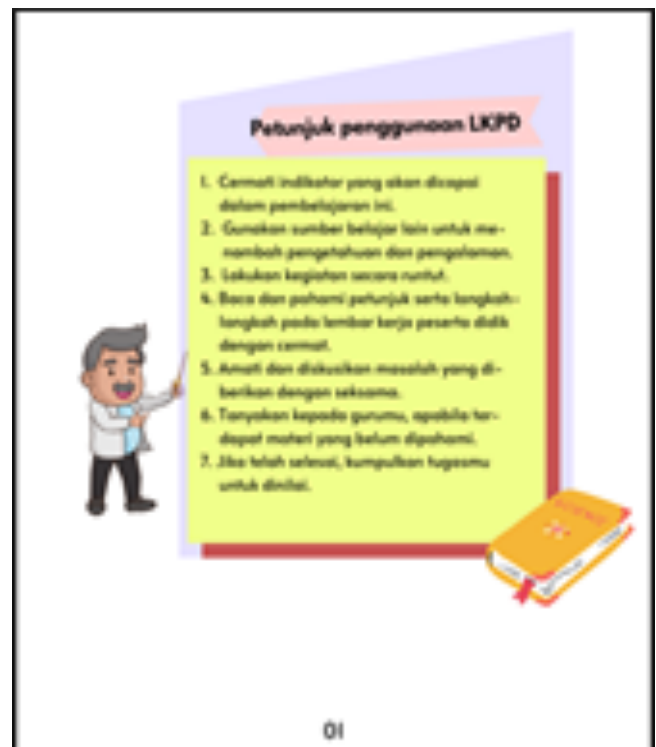 Petunjuk penggunaan LKPD
1. Cermati indikator yang akan dicapai
dalam pembelajaran ini.
2. Gunakan sumber belajar lain untuk me-
nambah pengetahuan dan pengalaman.
3. Lakukan kegiatan secara runtut.
4. Baca dan pahami petunjuk serta langkah-
langkah pada lembar kerja peserta didik
dengan cermat.
5. Amati dan diskusikan masalah yang di-
berikan dengan seksama.
6. Tanyakan kepada gurumu, apabila ter-
dapat materi yang belum dipahami.
7. Jika telah selesai, kumpulkan tugasmu
untuk dinilai.
SCIENCE
01